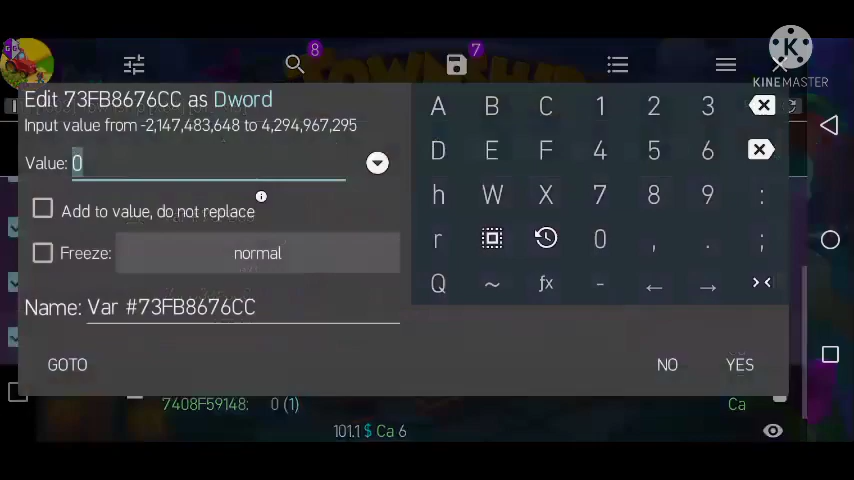 8
7
TOWNSHIP
K
KINEMASTER
Edit 73FB8676CC as Dword
Input value from -2,147,483,648 to 4,294,967,295
Value: 0
Add to value, do not replace
Freeze: normal
Name: Var #73FB8676CC
GOTO NO YES
A B C 1 2 3
D E F 4 5 6
h W X 7 8 9 :
r 0 , . ;
Q ~ fx - ← → ><
7408F59148: 0 (1) Ca
101.1 $ Ca 6